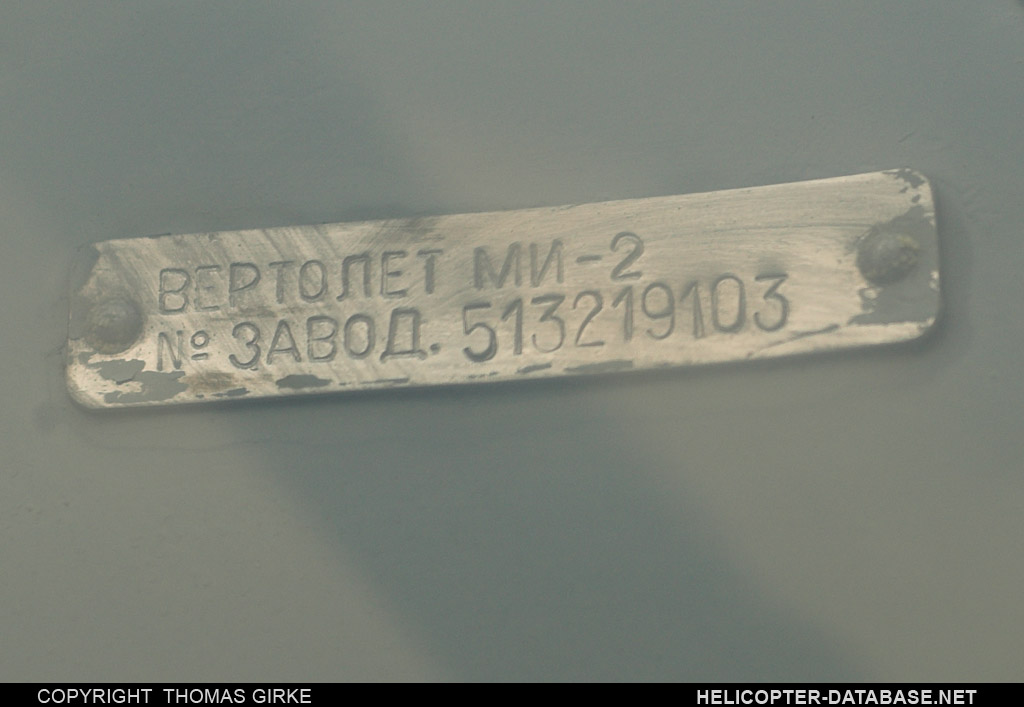 ВЕРТОЛЕТ МИ-2
№ ЗАВОД. 513219103
COPYRIGHT THOMAS GIRKE
HELICOPTER-DATABASE.NET